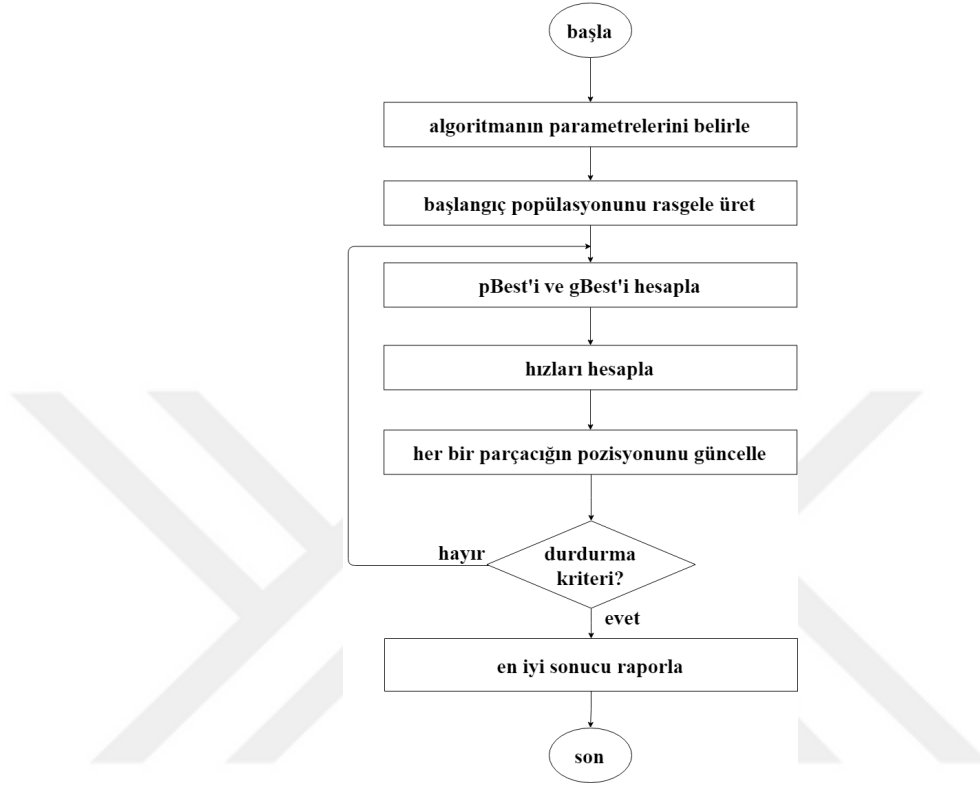 başla
algoritmanın parametrelerini belirle
başlangıç popülasyonunu rasgele üret
pBest'i ve gBest'i hesapla
hızları hesapla
her bir parçacığın pozisyonunu güncelle
hayır
durdurma
kriteri?
evet
en iyi sonucu raporla
son